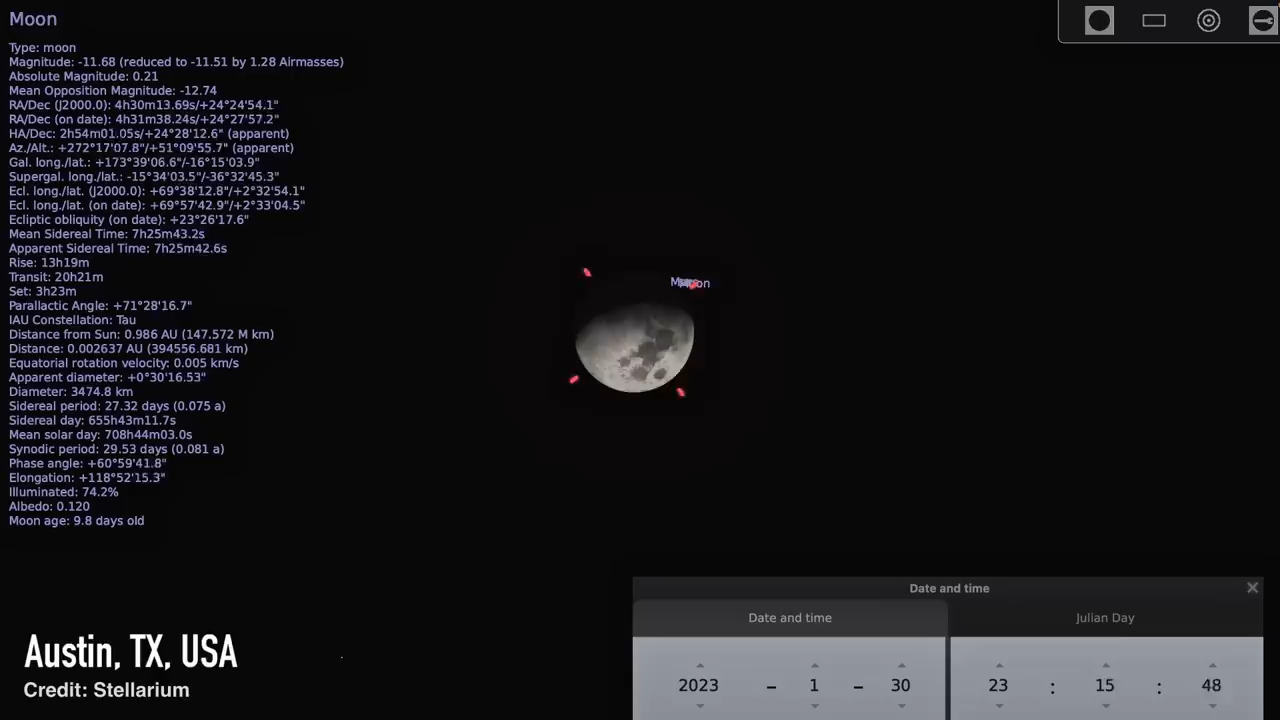 Moon
Type: moon
Magnitude: -11.68 (reduced to -11.51 by 1.28 Airmasses)
Absolute Magnitude: 0.21
Mean Opposition Magnitude: -12.74
RA/Dec (J2000.0): 4h30m13.69s/+24°24'54.1"
RA/Dec (on date): 4h31m38.24s/+24°27'57.2"
HA/Dec: 2h54m01.05s/+24°28'12.6" (apparent)
Az./Alt.: +272°17'07.8"/+51°09'55.7" (apparent)
Gal. long./lat.: +173°39'06.6"/-16°15'03.9"
Supergal. long./lat.: -15°34'03.5"/-36°32'45.3"
Ecl. long./lat. (J2000.0): +69°38'12.8"/+2°32'54.1"
Ecl. long./lat. (on date): +69°57'42.9"/+2°33'04.5"
Ecliptic obliquity (on date): +23°26'17.6"
Mean Sidereal Time: 7h25m43.2s
Apparent Sidereal Time: 7h25m42.6s
Rise: 13h19m
Transit: 20h21m
Set: 3h23m
Parallactic Angle: +71°28'16.7"
IAU Constellation: Tau
Distance from Sun: 0.986 AU (147.572 M km)
Distance: 0.002637 AU (394556.681 km)
Equatorial rotation velocity: 0.005 km/s
Apparent diameter: +0°30'16.53"
Diameter: 3474.8 km
Sidereal period: 27.32 days (0.075 a)
Sidereal day: 655h43m11.7s
Mean solar day: 708h44m03.0s
Synodic period: 29.53 days (0.081 a)
Phase angle: +60°59'41.8"
Elongation: +118°52'15.3"
Illuminated: 74.2%
Albedo: 0.120
Moon age: 9.8 days old
Austin, TX, USA
Credit: Stellarium
Date and time
Date and time
Julian Day
2023 – 1 – 30
23 : 15 : 48